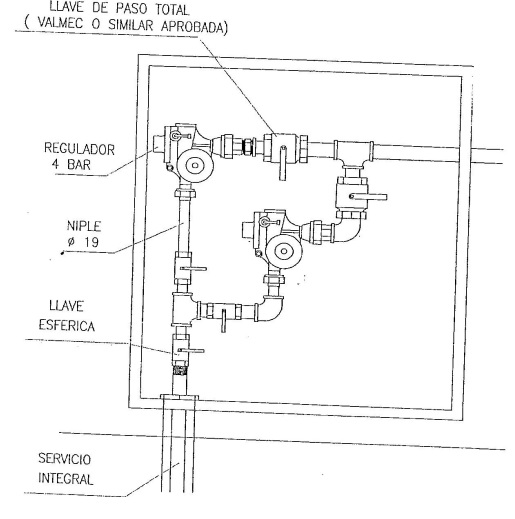 LLAVE DE PASO TOTAL
( VALMEC O SIMILAR APROBADA)
REGULADOR
4 BAR
NIPLE
ø 19
LLAVE
ESFERICA
SERVICIO
INTEGRAL